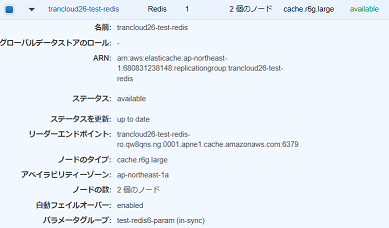 trancloud26-test-redis Redis 1 2 個のノード cache.r6g.large available
名前: trancloud26-test-redis
グローバルデータストアのロール: -
ARN: arn:aws:elasticache:ap-northeast-
1:680831238148:replicationgroup:trancloud26-test-
redis
ステータス: available
ステータスを更新: up to date
リーダーエンドポイント: trancloud26-test-redis-
ro.qw8qns.ng.0001.apne1.cache.amazonaws.com:6379
ノードのタイプ: cache.r6g.large
アベイラビリティーゾーン: ap-northeast-1a
ノードの数: 2 個のノード
自動フェイルオーバー: enabled
パラメータグループ: test-redis6-param (in-sync)